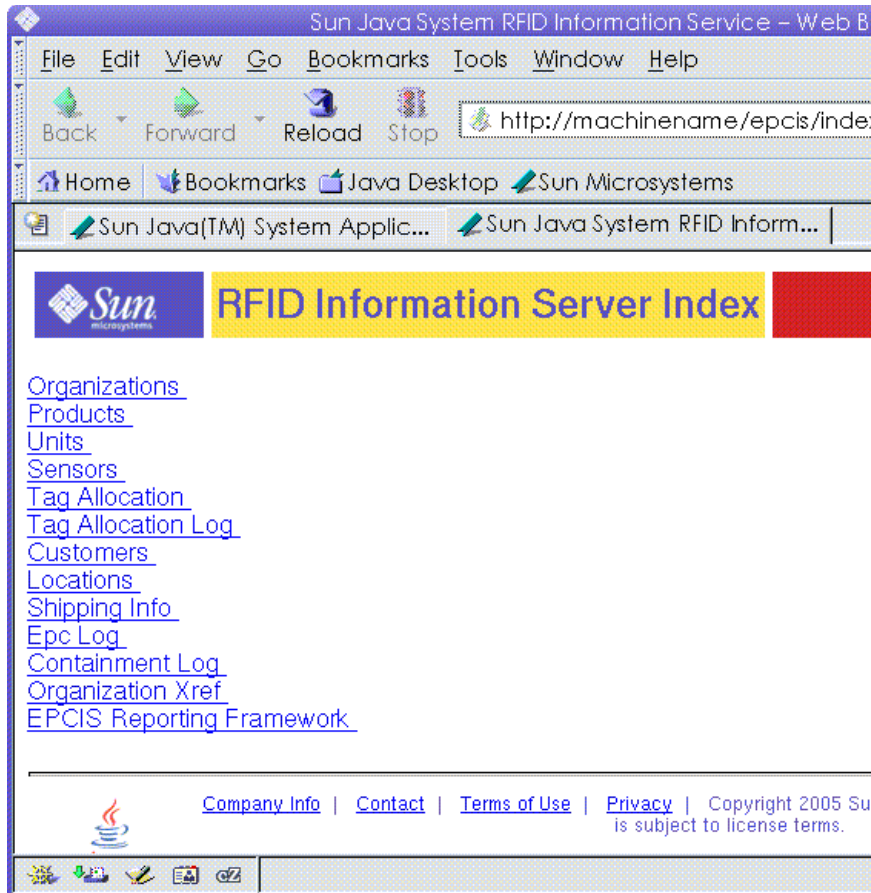 Sun Java System RFID Information Service – Web B
File Edit View Go Bookmarks Tools Window Help
Back Forward Reload Stop http://machinename/epcis/index
Home Bookmarks Java Desktop Sun Microsystems
Sun Java(TM) System Applic... Sun Java System RFID Inform...
Sun microsystems RFID Information Server Index
Organizations
Products
Units
Sensors
Tag Allocation
Tag Allocation Log
Customers
Locations
Shipping Info
Epc Log
Containment Log
Organization Xref
EPCIS Reporting Framework
Company Info | Contact | Terms of Use | Privacy | Copyright 2005 Su
is subject to license terms.